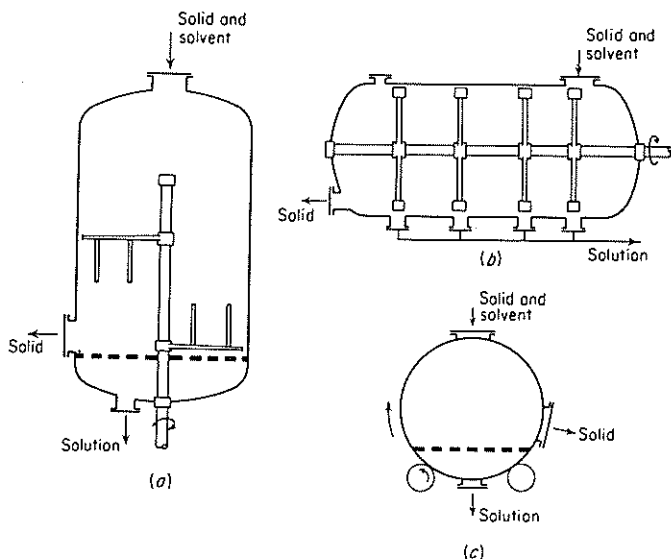 Solid and
solvent
Solid
Solution
(a)
Solid and
solvent
Solid
Solution
(b)
Solid and
solvent
Solid
Solution
(c)